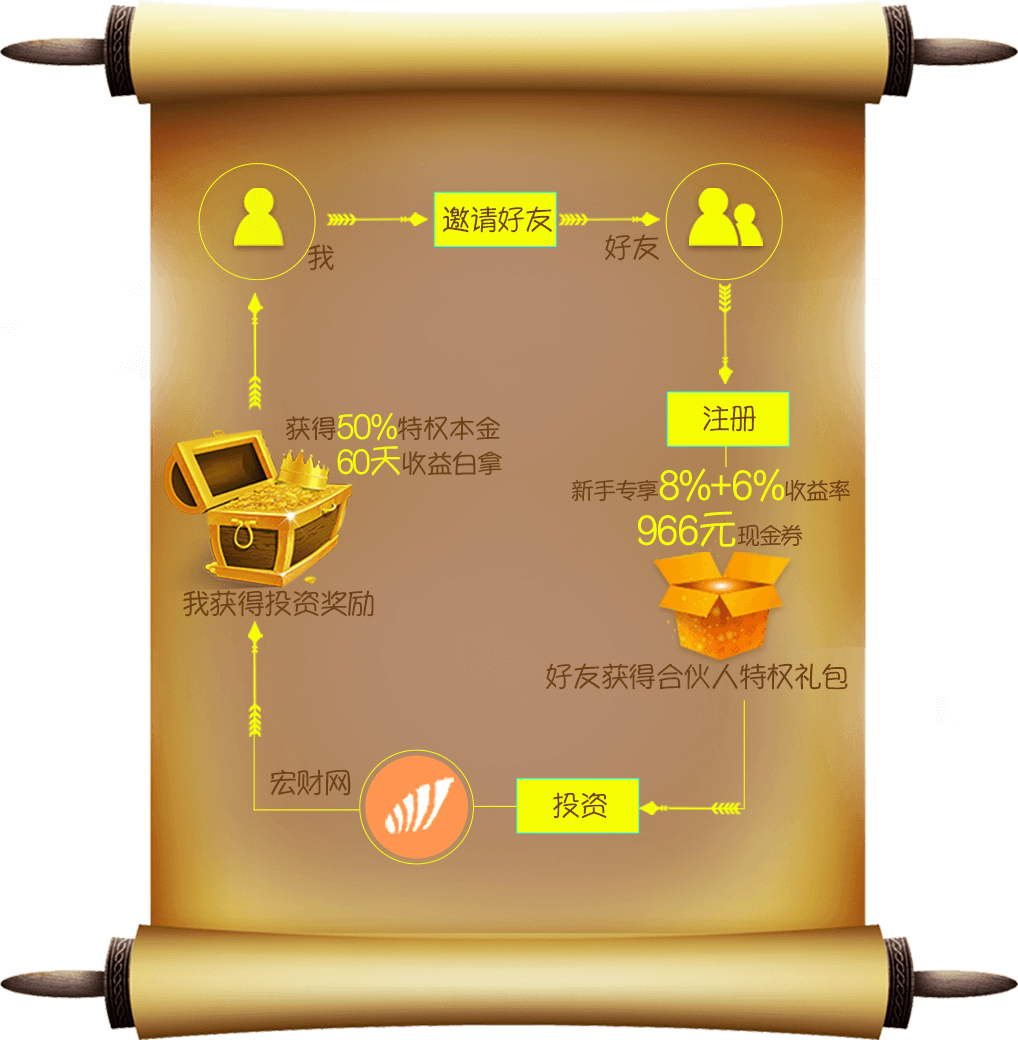 邀请好友
我
好友
注册
获得50%特权本金
60天收益白拿
新手专享8%+6%收益率
966元现金券
我获得投资奖励
好友获得合伙人特权礼包
宏财网
投资